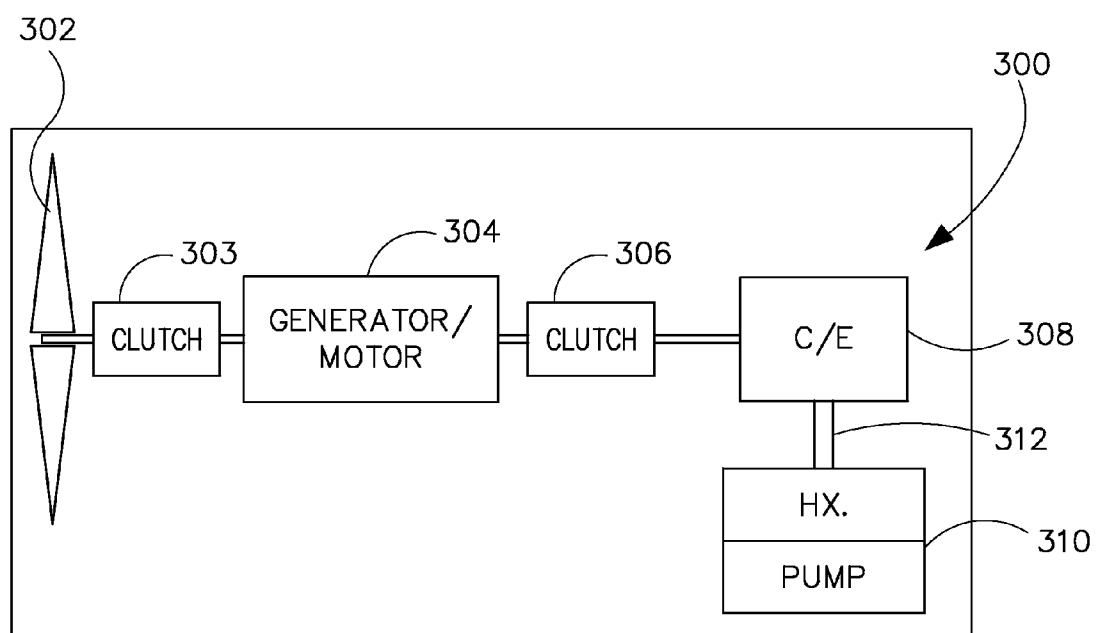 302
300
303
304
306
CLUTCH
GENERATOR/
MOTOR
CLUTCH
C/E
308
312
HX.
310
PUMP